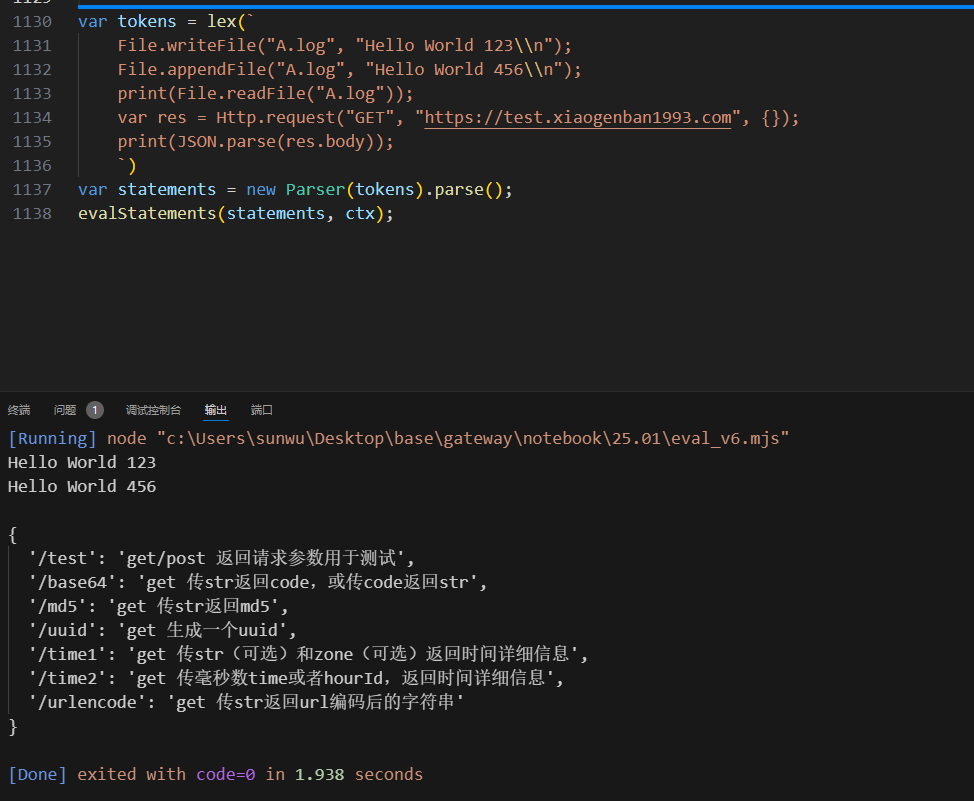 1130 var tokens = lex(`
1131     File.writeFile("A.log", "Hello World 123\\n");
1132     File.appendFile("A.log", "Hello World 456\\n");
1133     print(File.readFile("A.log"));
1134     var res = Http.request("GET", "https://test.xiaogenban1993.com", {});
1135     print(JSON.parse(res.body));
1136     `)
1137 var statements = new Parser(tokens).parse();
1138 evalStatements(statements, ctx);
终端 问题 1 调试控制台 输出 端口
[Running] node "c:\Users\sunwu\Desktop\base\gateway\notebook\25.01\eval_v6.mjs"
Hello World 123
Hello World 456
{
  '/test': 'get/post 返回请求参数用于测试',
  '/base64': 'get 传str返回code，或传code返回str',
  '/md5': 'get 传str返回md5',
  '/uuid': 'get 生成一个uuid',
  '/time1': 'get 传str（可选）和zone（可选）返回时间详细信息',
  '/time2': 'get 传毫秒数time或者hourId，返回时间详细信息',
  '/urlencode': 'get 传str返回url编码后的字符串'
}
[Done] exited with code=0 in 1.938 seconds